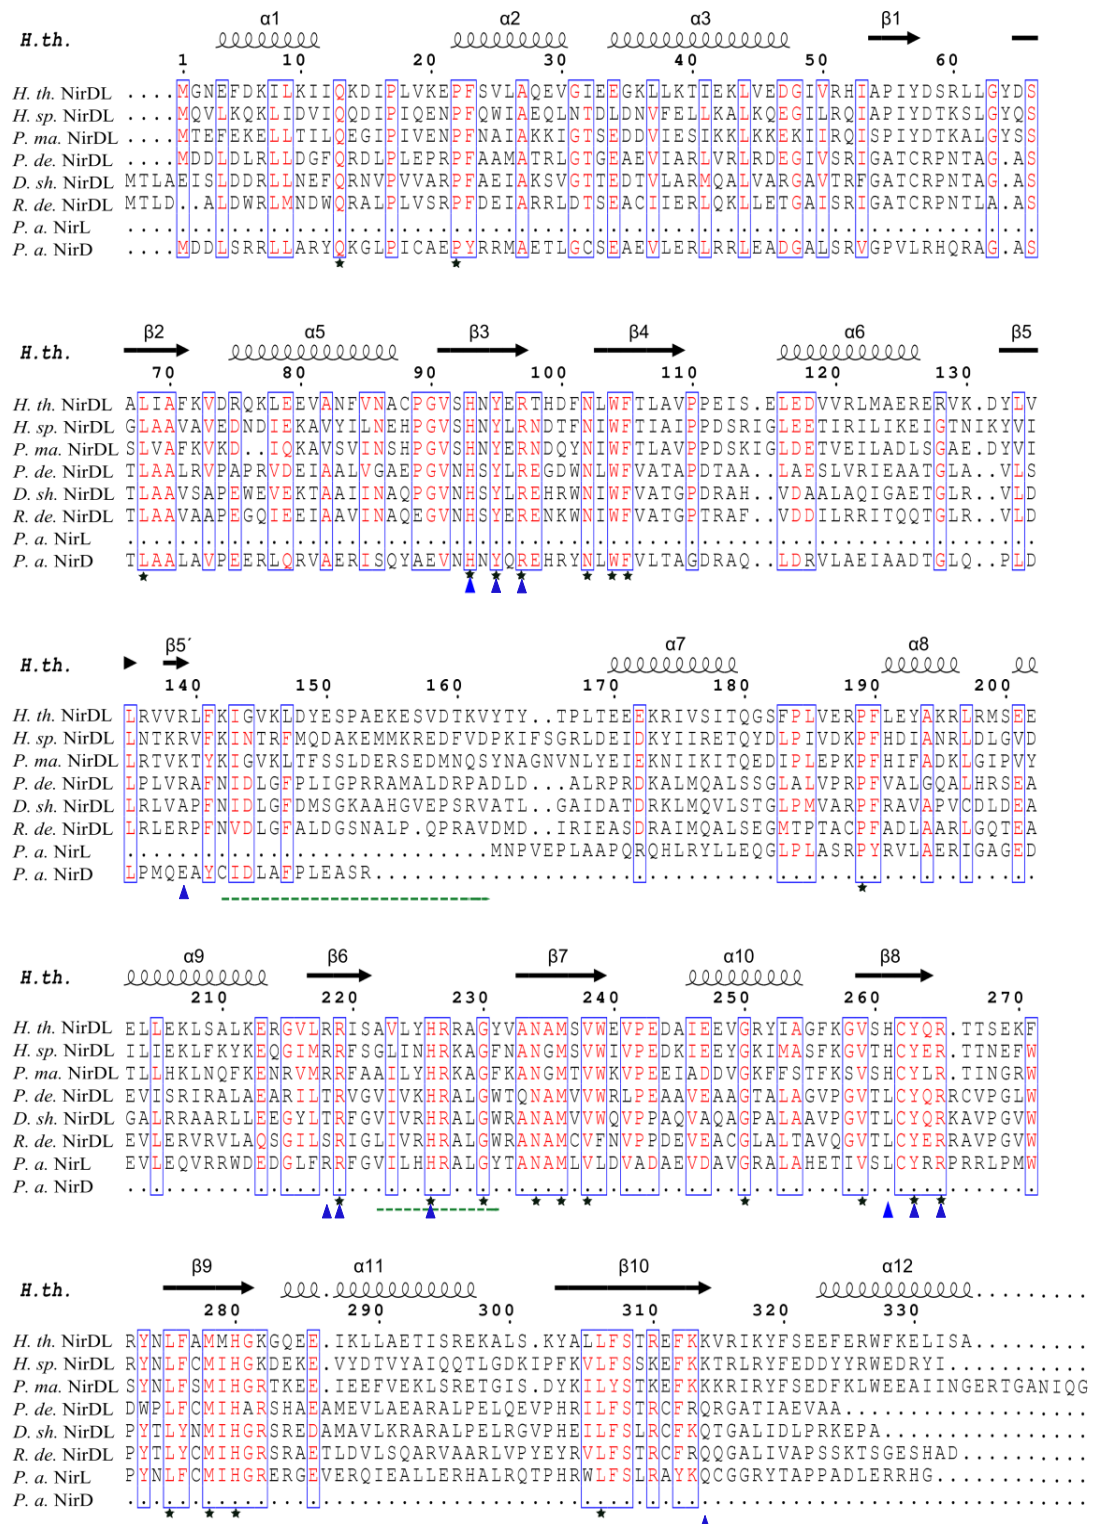 α1 α2 α3 β1
H.th.
1 10 20 30 40 50 60
H. th. NirDL ....MGNEFDKILKIIQKDIPLVKEPFSVLAQEVGIEEGKLLKTIEKLVEDGIVRHIAPIYDSRLLGYDS
H. sp. NirDL ....MQVLKQKLIDVIQQDIPIQENPFQWIAEQLNTDLDNVFELLKALKQEGILRQIAPIYDTKSLGYQS
P. ma. NirDL ....MTEFEKELLTILQEGIPIVENPFNAIAKKIGTSEDDVIESIKKLKKEKIIRQISPIYDTKALGYSS
P. de. NirDL ....MDDLDLRLLDGFQRDLPLEPRPFAAMATRLGTGEAEVIARLVRLRDEGIVSRIGATCRPNTAG.AS
D. sh. NirDL MTLAEISLDDRLLNEFQRNVPVVARPFAEIAKSVGTTEDTVLARMQALVARGAVTRFGATCRPNTAG.AS
R. de. NirDL MTLD..ALDWRLMNDWQRALPLVSRPFDEIARRLDTSEACIIERLQKLLETGAISRIGATCRPNTLA.AS
P. a. NirL ......................................................................
P. a. NirD ....MDDLSRRLLARYQKGLPICAEPYRRMAETLGCSEAEVLERLRRLEADGALSRVGPVLRHQRAG.AS
β2 α5 β3 β4 α6 β5
H.th.
70 80 90 100 110 120 130
H. th. NirDL ALIAFKVDRQKLEEVANFVNACPGVSHNYERTHDFNLWFTLAVPPEIS.ELEDVVRLMAERERVK.DYLV
H. sp. NirDL GLAAVAVEDNDIEKAVYILNEHPGVSHNYLRNDTFNIWFTIAIPPDSRIGLEETIRILIKEIGTNIKYVI
P. ma. NirDL SLVAFKVKD..IQKAVSVINSHPGVSHNYERNDQYNIWFTLAVPPDSKIGLEDTVEILADLSGAE.DYVI
P. de. NirDL TLAALRVPAPRVDEIAALVGAEPGVNHSYLREGDWNLWFVATAPDTAA..LAESLVRIEAATGLA..VLS
D. sh. NirDL TLAAVSAPEWEVEKTAAIINAQPGVNHSYLREHRWNIWFVATGPDRAH..VDAALAQIGAETGLR..VLD
R. de. NirDL TLAAVAAPEGQIEEIAAVINAQEGVNHSYERENKWNIWFVATGPTRAF..VDDILRRITQQTGLR..VLD
P. a. NirL ......................................................................
P. a. NirD TLAALAVPEERLQRVAERISQYAEVNHNYQREHRYNLWFVLTAGDRAQ..LDRVLAEIAADTGLQ..PLD
β5´ α7 α8
H.th.
140 150 160 170 180 190 200
H. th. NirDL LRVVRLFKIGVKLDYESPAEKESVDTKVYTY..TPLTEEEKRIVSITQGSFPLVERPFLEYAKRLRMSEE
H. sp. NirDL LNTKRVFKINTRFMQDAKEMMKREDFVDPKIFSGRLDEIDKYIIRETQYDLPIVDKPFHDIANRLDLGVD
P. ma. NirDL LRTVKTYKIGVKLTFSSLDERSEDMNQSYNAGNVNLYEIEKNIIKITQEDIPLEPKPFHIFADKLGIPVY
P. de. NirDL LPLVRAFNIDLGFPLIGPRRAMALDRPADLD...ALRPRDKALMQALSSGLALVPRPFVALGQALHRSEA
D. sh. NirDL LRLVAPFNIDLGFDMSGKAAHGVEPSRVATL..GAIDATDRKLMQVLSTGLPMVARPFRAVAPVCDLDEA
R. de. NirDL LRLERPFNVDLGFALDGSNALP.QPRAVDMD..IRIEASDRAIMQALSEGMTPTACPFADLAARLGQTEA
P. a. NirL ............................MNPVEPLAAPQRQHLRYLLEQGLPLASRPYRVLAERIGAGED
P. a. NirD LPMQEAYCIDLAFPLEASR...................................................
α9 β6 β7 α10 β8
H.th.
210 220 230 240 250 260 270
H. th. NirDL ELLEKLSALKERGVLRRISAVLYHRRAGYVANAMSVWEVPEDAIEEVGRYIAGFKGVSHCYQR.TTSEKF
H. sp. NirDL ILIEKLFKYKEQGIMRRFSGLINHRKAGFNANGMSVWIVPEDKIEEYGKIMASFKGVTHCYER.TTNEFW
P. ma. NirDL TLLHKLNQFKENRVMRRFAAILYHRKAGFKANGMTVWKVPEEIADDVGKFFSTFKSVSHCYLR.TINGRW
P. de. NirDL EVISRIRALAEARILTRVGVIVKHRALGWTQNAMVVWRLPEAAVEAAGTALAGVPGVTLCYQRRCVPGLW
D. sh. NirDL GALRRAARLLEEGYLTRFGVIVRHRALGWRANAMVVWQVPPAQVAQAGPALAAVPGVTLCYQRKAVPGVW
R. de. NirDL EVLERVRVLAQSGILSRIGLIVRHRALGWRANAMCVFNVPPDEVEACGLALTAVQGVTLCYERRAVPGVW
P. a. NirL EVLEQVRRWDEDGLFRRFGVILHHRALGYTANAMLVLDVADAEVDAVGRALAHETIVSLCYRRPRRLPMW
P. a. NirD ......................................................................
β9 α11 β10 α12
H.th.
280 290 300 310 320 330
H. th. NirDL RYNLFAMMHGKGQEE.IKLLAETISREKALS.KYALLFSTREFKKVRIKYFSEEFERWFKELISA.........
H. sp. NirDL RYNLFCMIHGKDEKE.VYDTVYAIQQTLGDKIPFKVLFSSKEFKKTRLRYFEDDYYRWEDRYI...........
P. ma. NirDL SYNLFSMIHGRTKEE.IEEFVEKLSRETGIS.DYKILYSTKEFKKKRIRYFSEDFKLWEEAIINGERTGANIQG
P. de. NirDL DWPLFCMIHARSHAEAMEVLAEARALPELQEVPHRILFSTRCFRQRGATIAEVAA...................
D. sh. NirDL PYTLYNMIHGRSREDAMAVLKRARALPELRGVPHEILFSLRCFKQTGALIDLPRKEPA................
R. de. NirDL PYTLYCMIHGRSRAETLDVLSQARVAARLVPYEYRVLFSTRCFRQQGALIVAPSSKTSGESHAD..........
P. a. NirL PYNLFCMIHGRERGEVERQIEALLERHALRQTPHRWLFSLRAYKQCGGRYTAPPADLERRHG............
P. a. NirD ..........................................................................